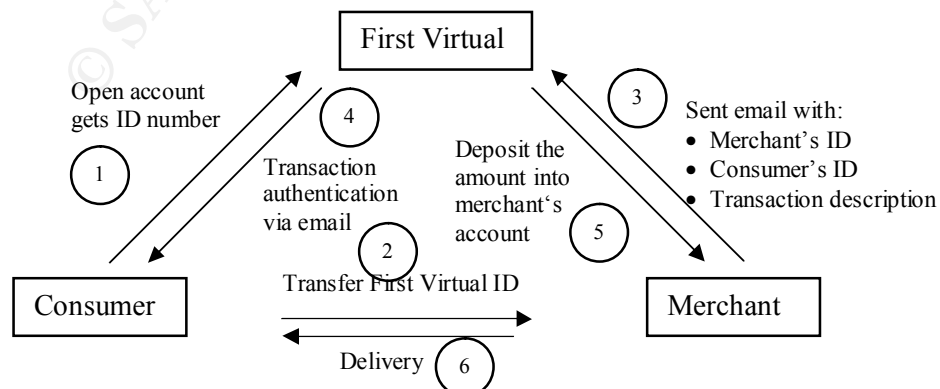 © SA
First Virtual
Open account
gets ID number
1
4
Transaction
authentication
via email
3
Sent email with:
• Merchant's ID
• Consumer's ID
• Transaction description
Deposit the
amount into
merchant‘s
account
5
2
Consumer
Transfer First Virtual ID
Merchant
Delivery
6